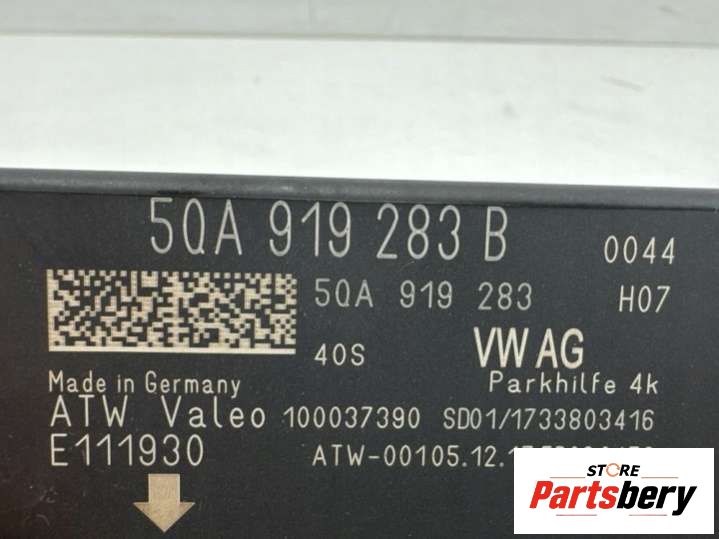 5QA 919 283 B 0044
5QA 919 283 H07
40S VW AG
Made in Germany Parkhilfe 4k
ATW Valeo 100037390 SD01/1733803416
E111930
STORE
Partsbery